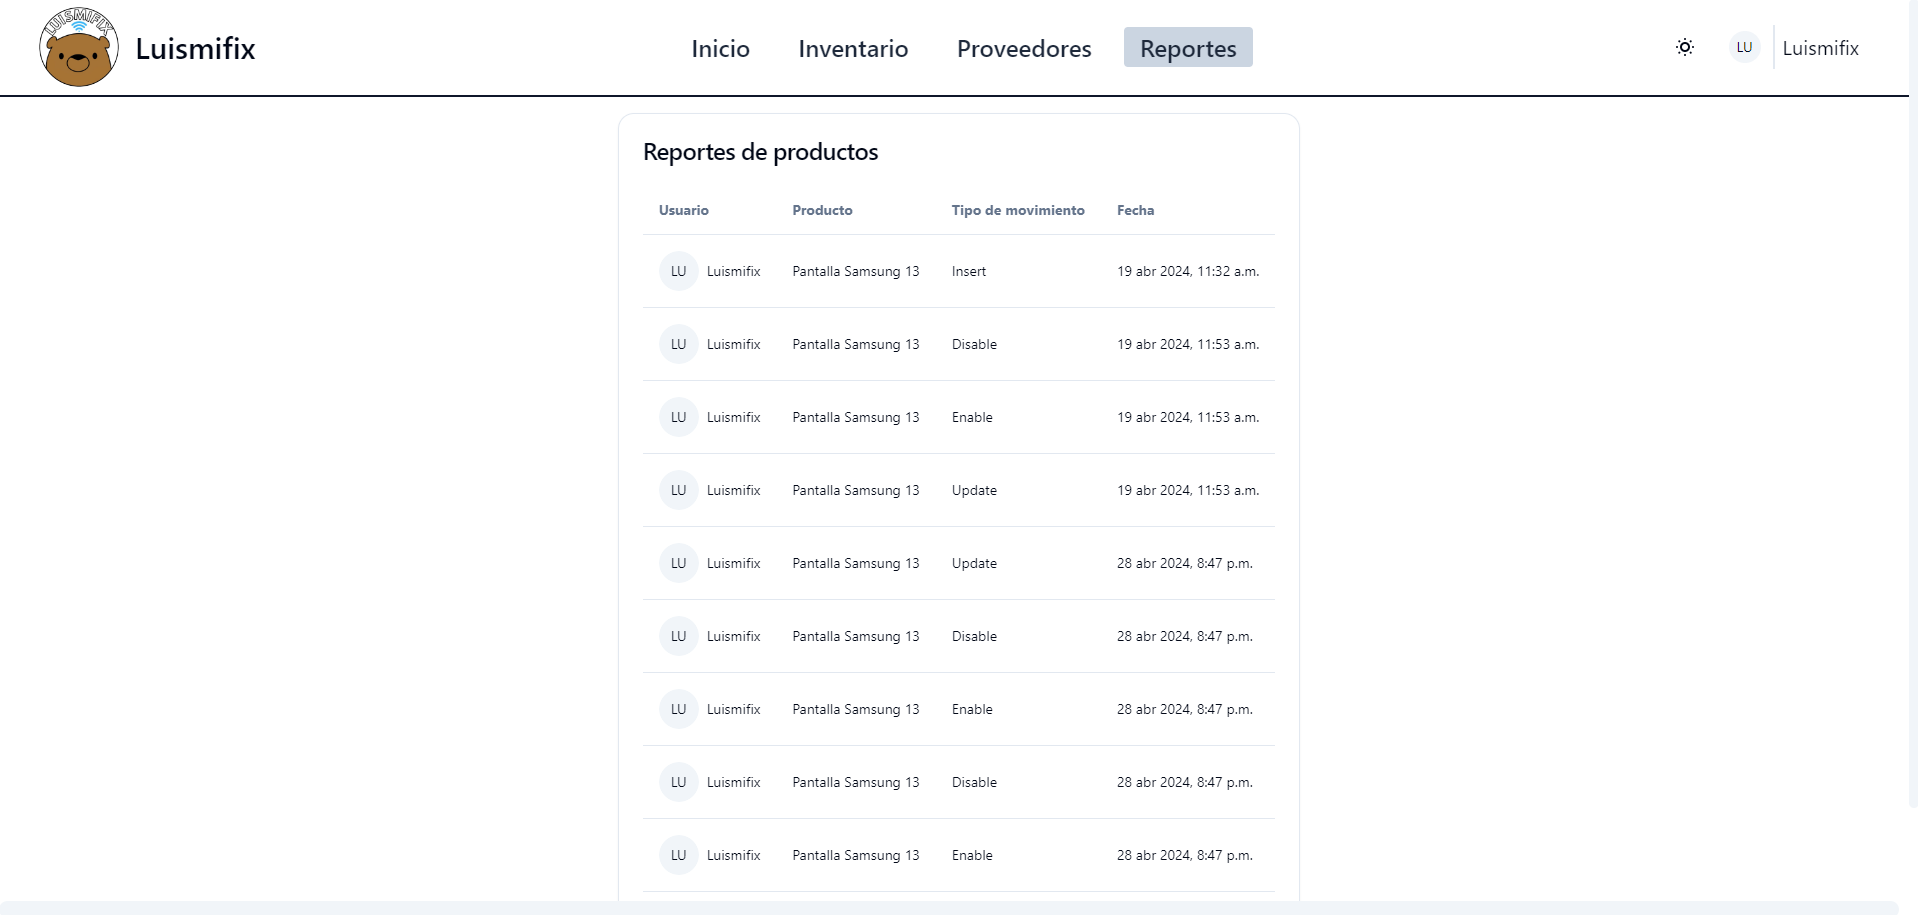 LUISMIFIX
Luismifix
Inicio
Inventario
Proveedores
Reportes
LU
Luismifix
Reportes de productos
Usuario Producto Tipo de movimiento Fecha
LU Luismifix Pantalla Samsung 13 Insert 19 abr 2024, 11:32 a.m.
LU Luismifix Pantalla Samsung 13 Disable 19 abr 2024, 11:53 a.m.
LU Luismifix Pantalla Samsung 13 Enable 19 abr 2024, 11:53 a.m.
LU Luismifix Pantalla Samsung 13 Update 19 abr 2024, 11:53 a.m.
LU Luismifix Pantalla Samsung 13 Update 28 abr 2024, 8:47 p.m.
LU Luismifix Pantalla Samsung 13 Disable 28 abr 2024, 8:47 p.m.
LU Luismifix Pantalla Samsung 13 Enable 28 abr 2024, 8:47 p.m.
LU Luismifix Pantalla Samsung 13 Disable 28 abr 2024, 8:47 p.m.
LU Luismifix Pantalla Samsung 13 Enable 28 abr 2024, 8:47 p.m.